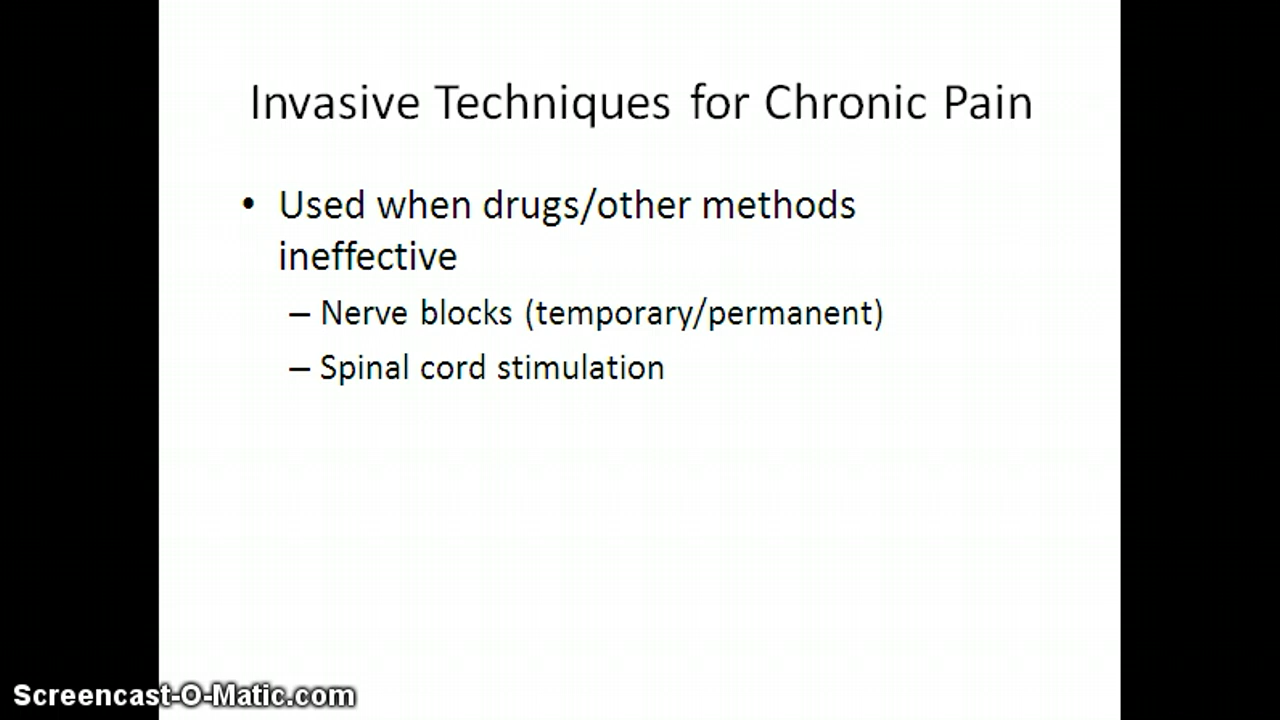 Invasive Techniques for Chronic Pain
• Used when drugs/other methods
ineffective
– Nerve blocks (temporary/permanent)
– Spinal cord stimulation
Screencast-O-Matic.com